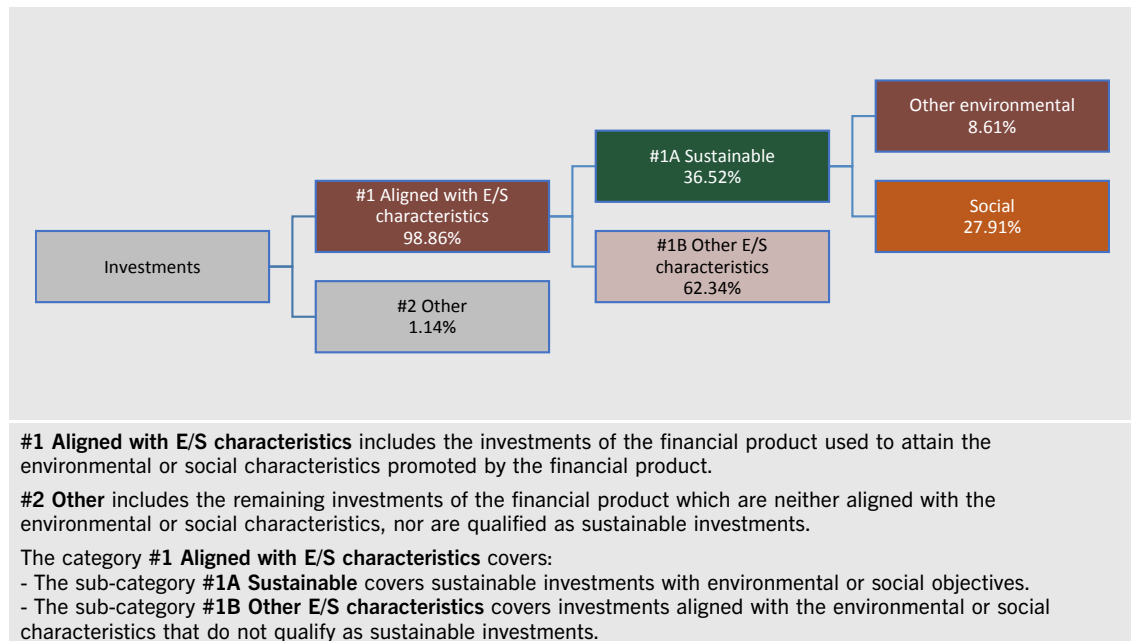 Other environmental
8.61%
#1A Sustainable
36.52%
#1 Aligned with E/S
characteristics
98.86%
Social
27.91%
Investments
#1B Other E/S
characteristics
62.34%
#2 Other
1.14%
#1 Aligned with E/S characteristics includes the investments of the financial product used to attain the
environmental or social characteristics promoted by the financial product.
#2 Other includes the remaining investments of the financial product which are neither aligned with the
environmental or social characteristics, nor are qualified as sustainable investments.
The category #1 Aligned with E/S characteristics covers:
- The sub-category #1A Sustainable covers sustainable investments with environmental or social objectives.
- The sub-category #1B Other E/S characteristics covers investments aligned with the environmental or social
characteristics that do not qualify as sustainable investments.